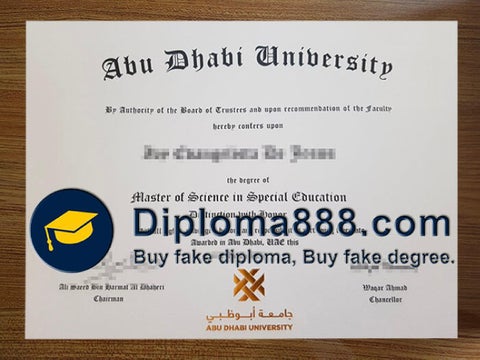 Abu Dhabi University
By Authority of the Board of Trustees and upon recommendation of the Faculty
hereby confers upon
the degree of
Master of Science in Special Education
Distinction with Honor
Diploma888.com
Awarded in Abu Dhabi, UAE this
Buy fake diploma, Buy fake degree.
Ali Saeed Bin Harmal Al Dhaheri
Chairman
Waqar Ahmad
Chancellor
جامعة أبوظبي
ABU DHABI UNIVERSITY